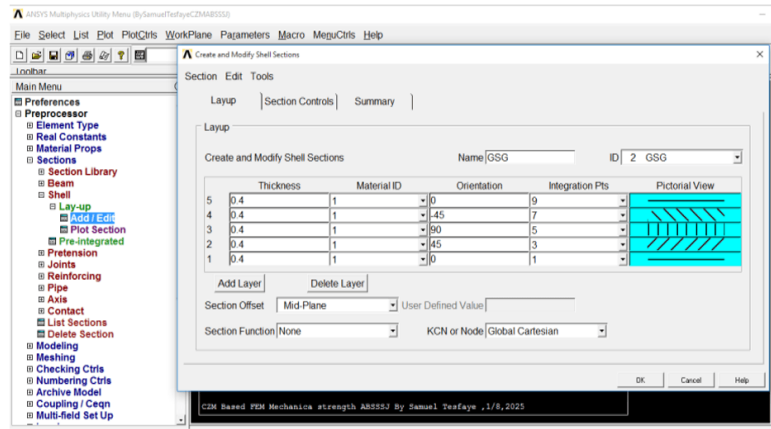 ANSYS Multiphysics Utility Menu (BySamuelTesfayeCZMABSSSJ)
File Select List Plot PlotCtrls WorkPlane Parameters Macro MenuCtrls Help
Toolbar
Main Menu
Preferences
Preprocessor
Element Type
Real Constants
Material Props
Sections
Section Library
Beam
Shell
Lay-up
Add / Edit
Plot Section
Pre-integrated
Pretension
Joints
Reinforcing
Pipe
Axis
Contact
List Sections
Delete Section
Modeling
Meshing
Checking Ctrls
Numbering Ctrls
Archive Model
Coupling / Ceqn
Multi-field Set Up
Create and Modify Shell Sections
Section Edit Tools
Layup Section Controls Summary
Layup
Create and Modify Shell Sections Name GSG ID 2 GSG
Thickness Material ID Orientation Integration Pts Pictorial View
5 0.4 1 0 9
4 0.4 1 -45 7
3 0.4 1 90 5
2 0.4 1 45 3
1 0.4 1 0 1
Add Layer Delete Layer
Section Offset Mid-Plane User Defined Value
Section Function None KCN or Node Global Cartesian
OK Cancel Help
CZM Based FEM Mechanica strength ABSSSJ By Samuel Tesfaye ,1/8,2025